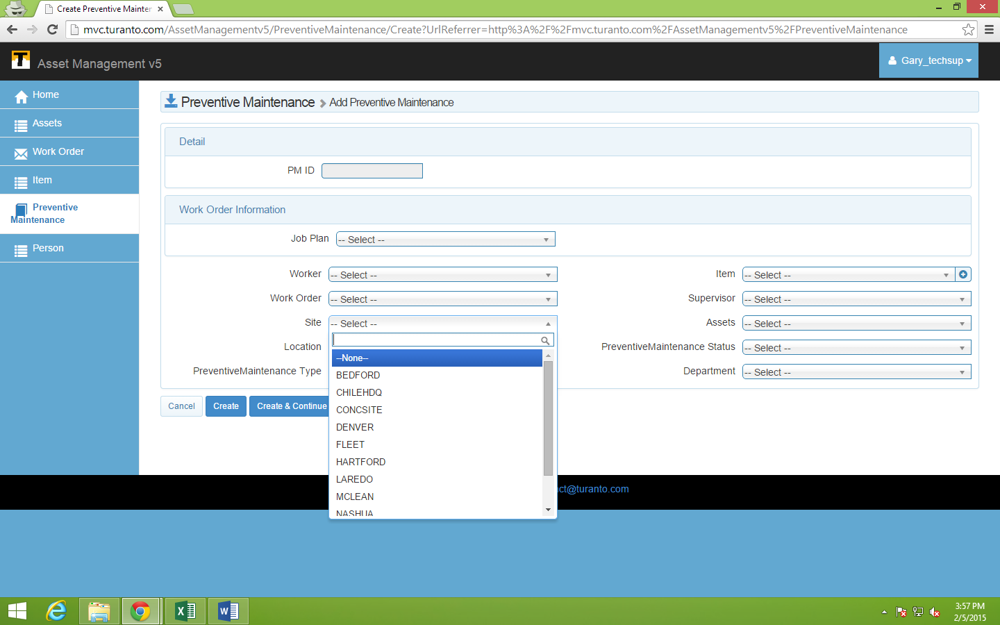 Create Preventive Mainter
mvc.turanto.com/AssetManagementv5/PreventiveMaintenance/Create?UrlReferrer=http%3A%2F%2Fmvc.turanto.com%2FAssetManagementv5%2FPreventiveMaintenance
T Asset Management v5
Gary_techsup
Home
Assets
Work Order
Item
Preventive
Maintenance
Person
Preventive Maintenance > Add Preventive Maintenance
Detail
PM ID
Work Order Information
Job Plan -- Select --
Worker -- Select --
Item -- Select --
Work Order -- Select --
Supervisor -- Select --
Site -- Select --
Assets -- Select --
Location
PreventiveMaintenance Status -- Select --
PreventiveMaintenance Type
Department -- Select --
--None--
BEDFORD
CHILEHDQ
CONCSITE
DENVER
FLEET
HARTFORD
LAREDO
MCLEAN
NASHUA
Cancel Create Create & Continue
act@turanto.com
3:57 PM
2/5/2015